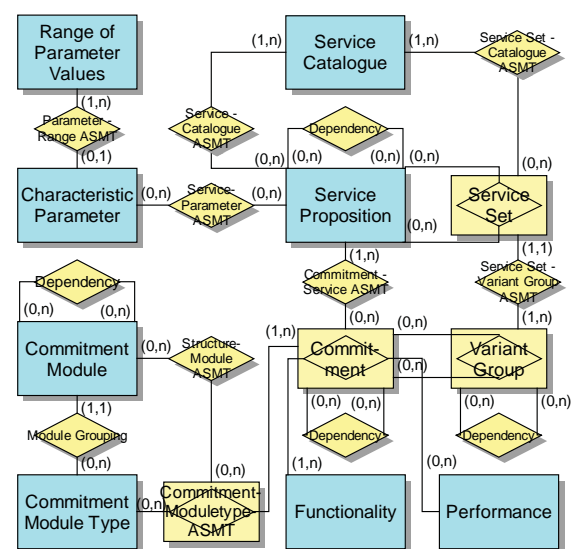 Range of
Parameter
Values
(1,n)
Service
Catalogue
(1,n)
Service Set -
Catalogue
ASMT
(1,n)
Parameter -
Range ASMT
(0,1)
Service -
Catalogue
ASMT
Dependency
(0,n)
(0,n)
(0,n)
(0,n)
Characteristic
Parameter
(0,n)
Service-
Parameter
ASMT
(0,n)
Service
Proposition
(0,n)
Service
Set
(1,n)
(1,1)
Dependency
(0,n)
(0,n)
Commitment -
Service ASMT
Service Set -
Variant Group
ASMT
(0,n)
(1,n)
Commitment
Module
(0,n)
Structure-
Module
ASMT
(1,n)
Commit-
ment
(0,n)
(0,n)
Variant
Group
(1,1)
Module Grouping
(0,n)
(0,n)
(0,n)
(0,n)
(0,n)
(0,n)
Dependency
Dependency
(1,n)
(0,n)
Commitment
Module Type
(0,n)
Commitment-
Moduletype-
ASMT
Functionality
Performance